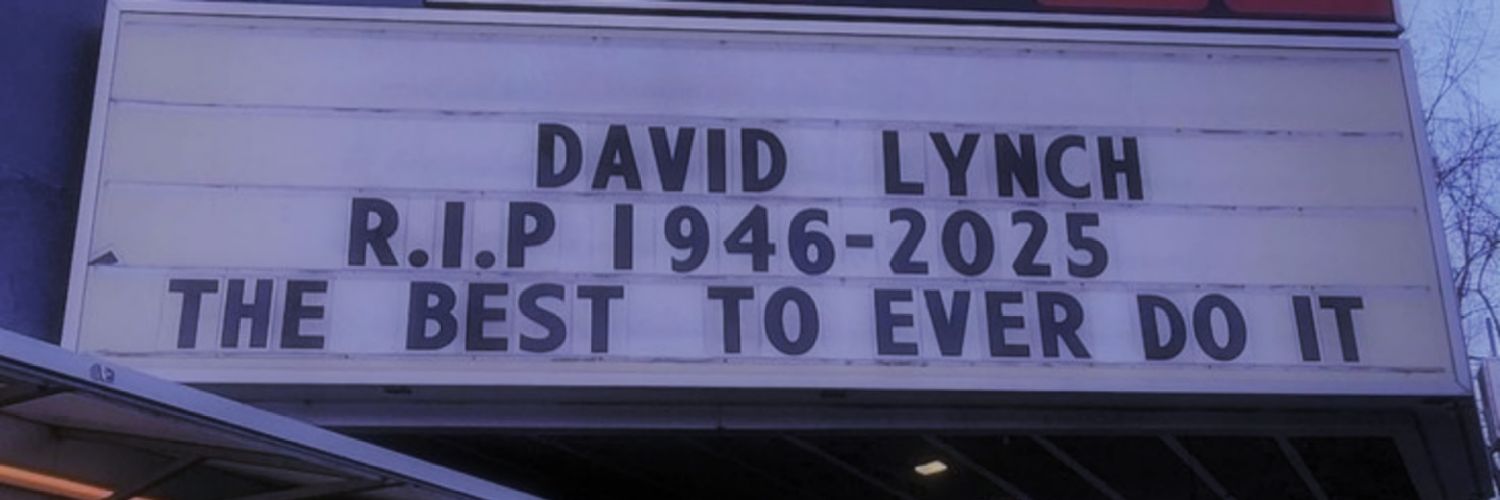 DAVID LYNCH
R.I.P 1946-2025
THE BEST TO EVER DO IT